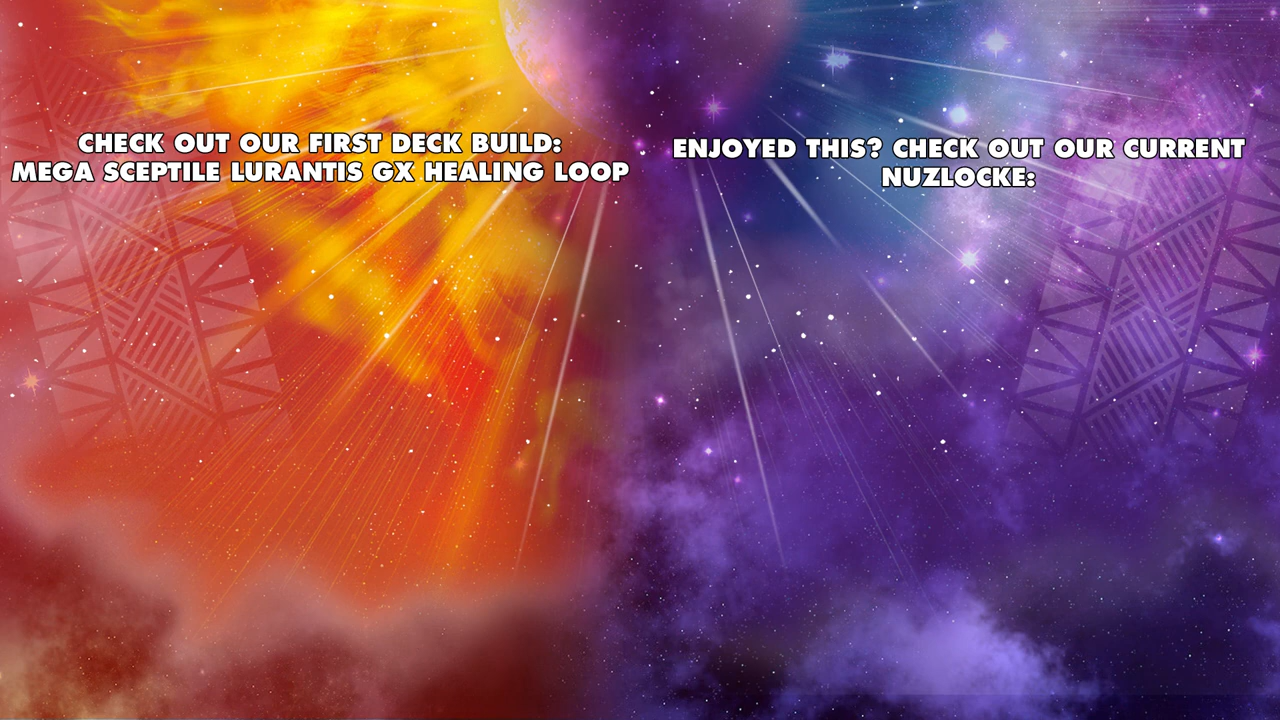 CHECK OUT OUR FIRST DECK BUILD:
MEGA SCEPTILE LURANTIS GX HEALING LOOP
ENJOYED THIS? CHECK OUT OUR CURRENT
NUZLOCKE: